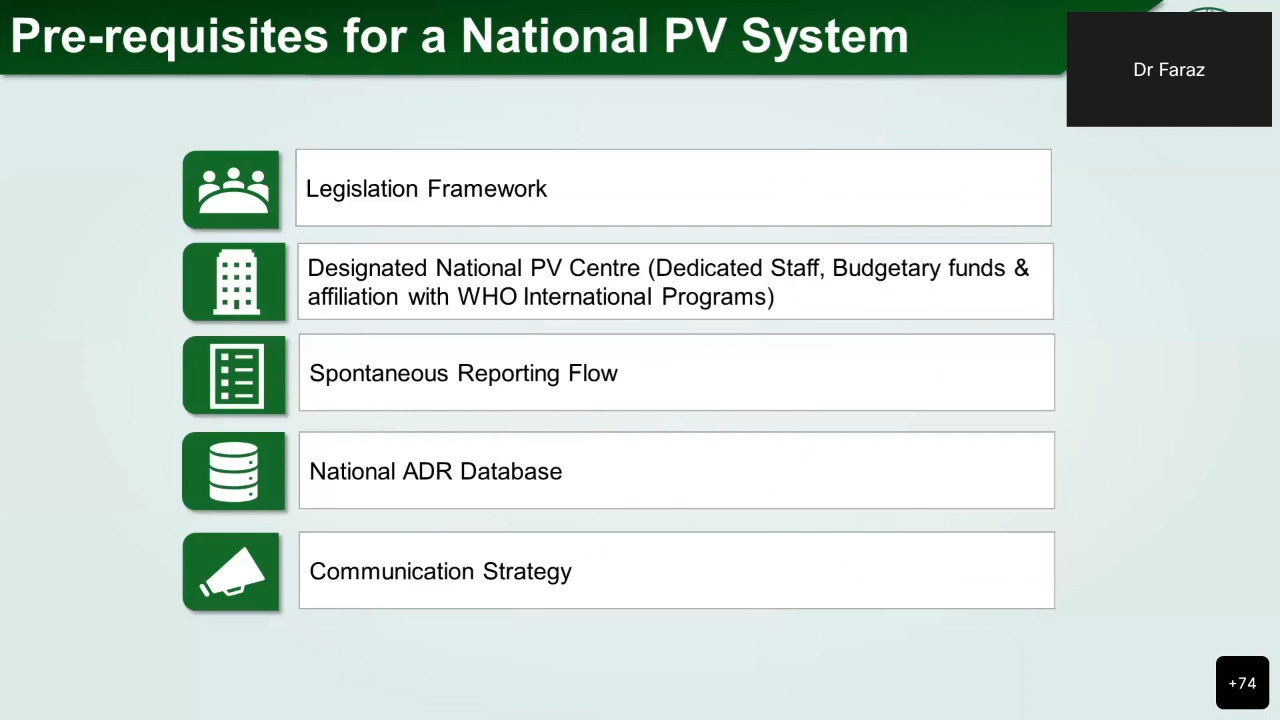 Pre-requisites for a National PV System
Dr Faraz
Legislation Framework
Designated National PV Centre (Dedicated Staff, Budgetary funds &
affiliation with WHO International Programs)
Spontaneous Reporting Flow
National ADR Database
Communication Strategy
+74